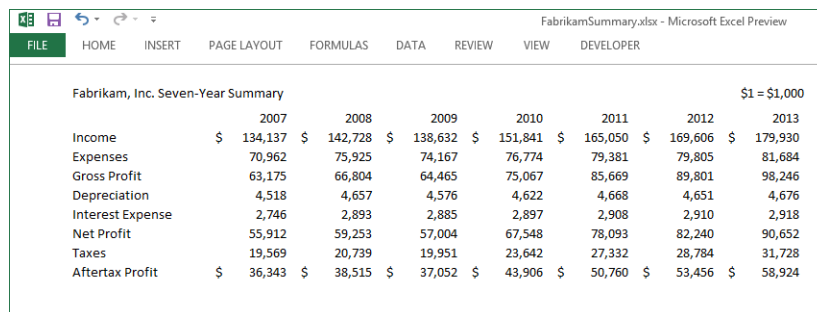 FabrikamSummary.xlsx - Microsoft Excel Preview
FILE HOME INSERT PAGE LAYOUT FORMULAS DATA REVIEW VIEW DEVELOPER
Fabrikam, Inc. Seven-Year Summary $1 = $1,000
2007 2008 2009 2010 2011 2012 2013
Income $ 134,137 $ 142,728 $ 138,632 $ 151,841 $ 165,050 $ 169,606 $ 179,930
Expenses 70,962 75,925 74,167 76,774 79,381 79,805 81,684
Gross Profit 63,175 66,804 64,465 75,067 85,669 89,801 98,246
Depreciation 4,518 4,657 4,576 4,622 4,668 4,651 4,676
Interest Expense 2,746 2,893 2,885 2,897 2,908 2,910 2,918
Net Profit 55,912 59,253 57,004 67,548 78,093 82,240 90,652
Taxes 19,569 20,739 19,951 23,642 27,332 28,784 31,728
Aftertax Profit $ 36,343 $ 38,515 $ 37,052 $ 43,906 $ 50,760 $ 53,456 $ 58,924